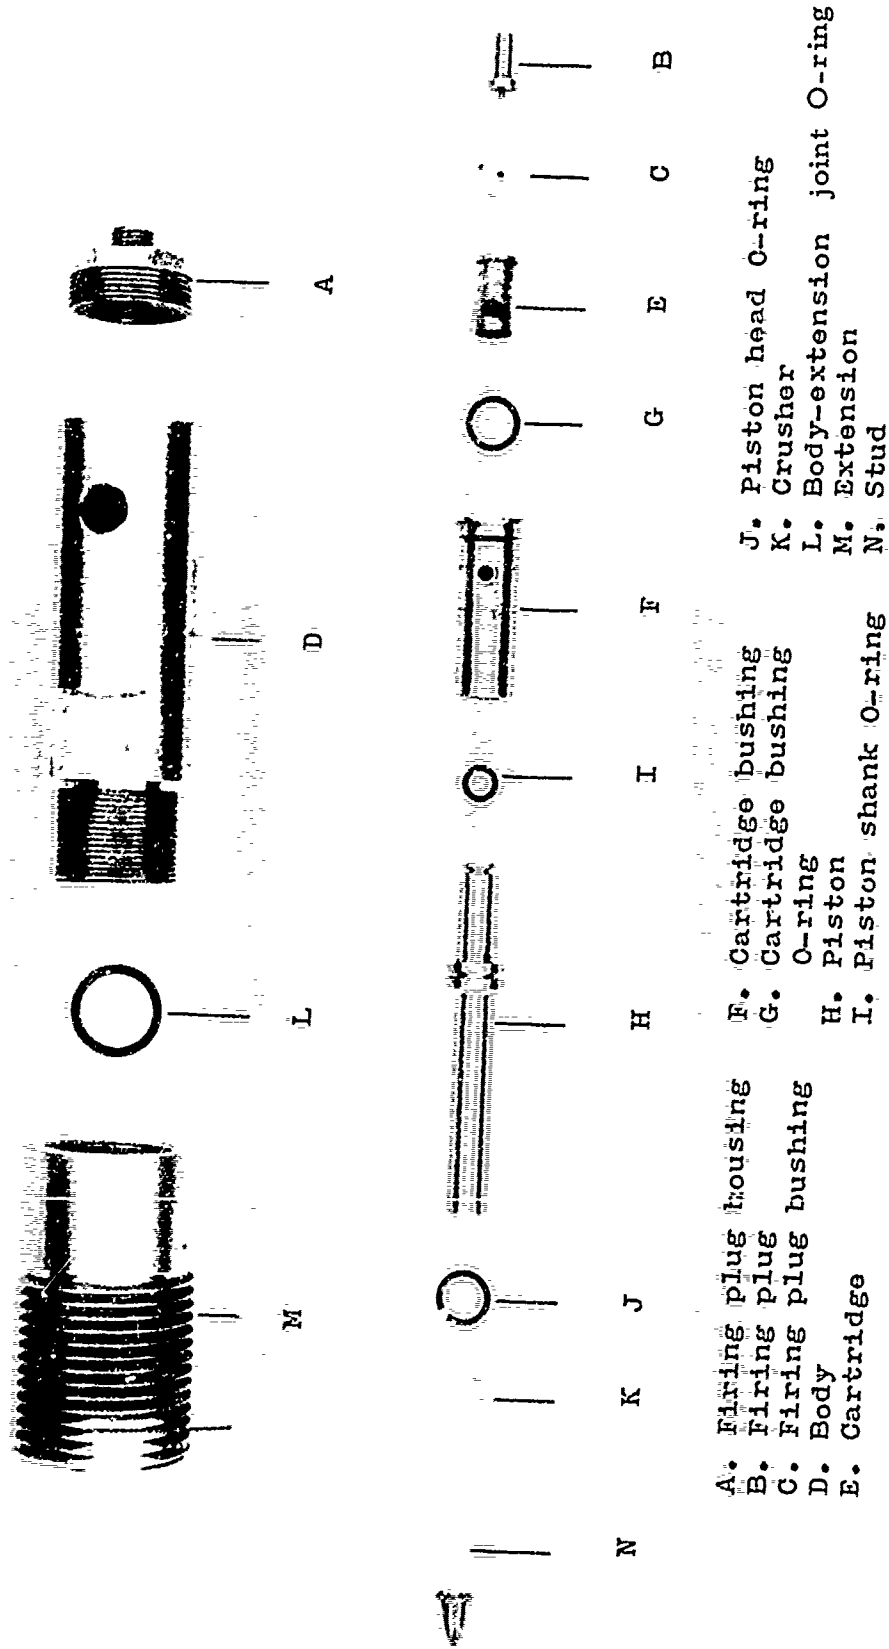 M L D A
N K J H I F G E C B
A. Firing plug housing
B. Firing plug
C. Firing plug bushing
D. Body
E. Cartridge
F. Cartridge bushing
G. Cartridge bushing
O-ring
H. Piston
I. Piston shank O-ring
J. Piston head O-ring
K. Crusher
L. Body-extension joint O-ring
M. Extension
N. Stud